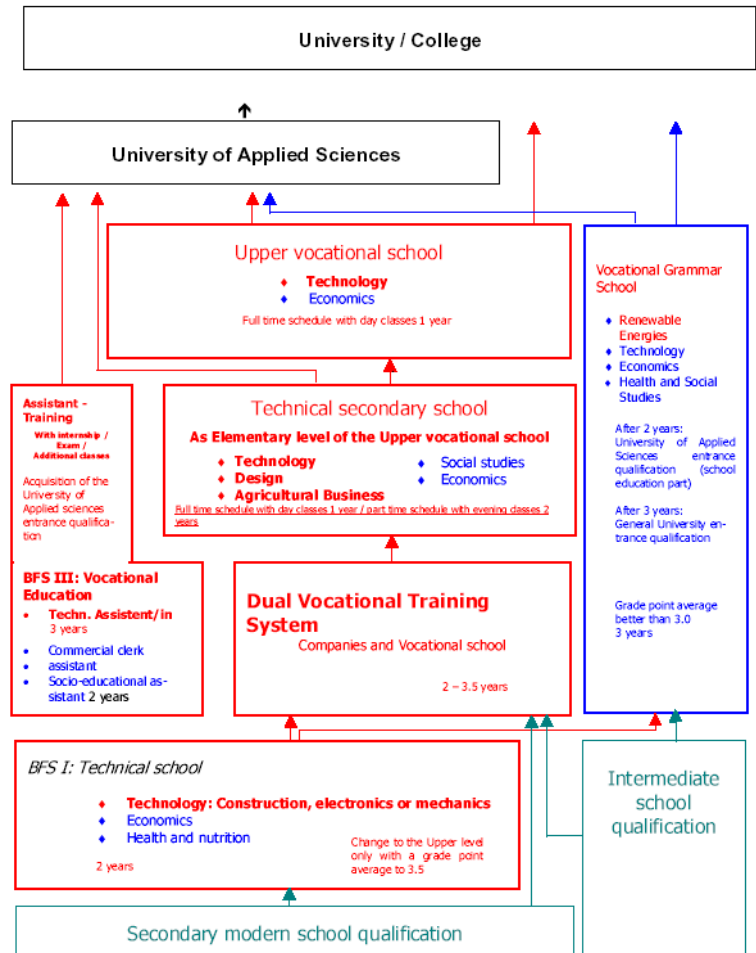 University / College
University of Applied Sciences
Upper vocational school
Technology
Economics
Full time schedule with day classes 1 year
Vocational Grammar
School
Renewable
Energies
Technology
Economics
Health and Social
Studies
After 2 years:
University of Applied
Sciences entrance
qualification (school
education part)
After 3 years:
General University en-
trance qualification
Grade point average
better than 3.0
3 years
Assistant -
Training
With internship /
Exam /
Additional classes
Acquisition of the
University of
Applied sciences
entrance qualifica-
tion
Technical secondary school
As Elementary level of the Upper vocational school
Technology
Design
Agricultural Business
Social studies
Economics
Full time schedule with day classes 1 year / part time schedule with evening classes 2
years
BFS III: Vocational
Education
Techn. Assistent/in
3 years
Commercial clerk
assistant
Socio-educational as-
sistant 2 years
Dual Vocational Training
System
Companies and Vocational school
2 – 3.5 years
BFS I: Technical school
Technology: Construction, electronics or mechanics
Economics
Health and nutrition
2 years
Change to the Upper level
only with a grade point
average to 3.5
Intermediate
school
qualification
Secondary modern school qualification